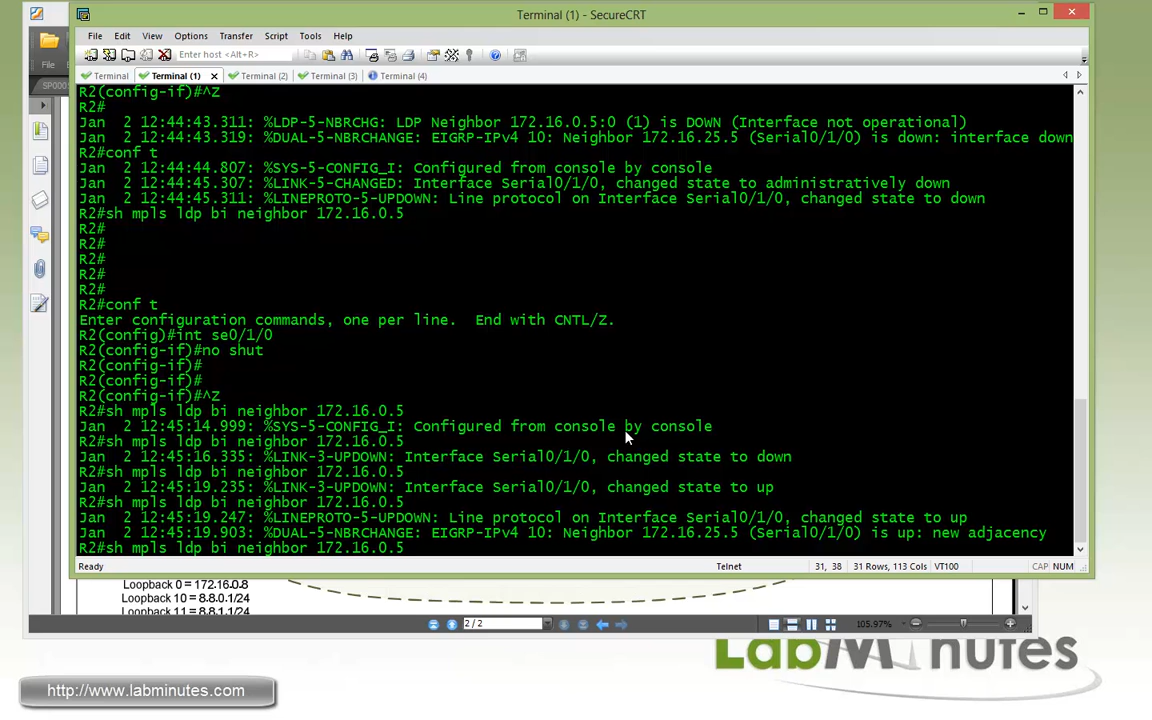 Terminal (1) - SecureCRT
File Edit View Options Transfer Script Tools Help
File
Enter host <Alt+R>
SP000
Terminal Terminal (1) Terminal (2) Terminal (3) Terminal (4)
R2(config-if)#^Z
R2#
Jan  2 12:44:43.311: %LDP-5-NBRCHG: LDP Neighbor 172.16.0.5:0 (1) is DOWN (Interface not operational)
Jan  2 12:44:43.319: %DUAL-5-NBRCHANGE: EIGRP-IPv4 10: Neighbor 172.16.25.5 (Serial0/1/0) is down: interface down
R2#conf t
Jan  2 12:44:44.807: %SYS-5-CONFIG_I: Configured from console by console
Jan  2 12:44:45.307: %LINK-5-CHANGED: Interface Serial0/1/0, changed state to administratively down
Jan  2 12:44:45.311: %LINEPROTO-5-UPDOWN: Line protocol on Interface Serial0/1/0, changed state to down
R2#sh mpls ldp bi neighbor 172.16.0.5
R2#
R2#
R2#
R2#
R2#
R2#conf t
Enter configuration commands, one per line.  End with CNTL/Z.
R2(config)#int se0/1/0
R2(config-if)#no shut
R2(config-if)#
R2(config-if)#
R2(config-if)#^Z
R2#sh mpls ldp bi neighbor 172.16.0.5
Jan  2 12:45:14.999: %SYS-5-CONFIG_I: Configured from console by console
R2#sh mpls ldp bi neighbor 172.16.0.5
Jan  2 12:45:16.335: %LINK-3-UPDOWN: Interface Serial0/1/0, changed state to down
R2#sh mpls ldp bi neighbor 172.16.0.5
Jan  2 12:45:19.235: %LINK-3-UPDOWN: Interface Serial0/1/0, changed state to up
R2#sh mpls ldp bi neighbor 172.16.0.5
Jan  2 12:45:19.247: %LINEPROTO-5-UPDOWN: Line protocol on Interface Serial0/1/0, changed state to up
Jan  2 12:45:19.903: %DUAL-5-NBRCHANGE: EIGRP-IPv4 10: Neighbor 172.16.25.5 (Serial0/1/0) is up: new adjacency
R2#sh mpls ldp bi neighbor 172.16.0.5
Ready Telnet 31, 38 31 Rows, 113 Cols VT100 CAP NUM
Loopback 0 = 172.16.0.8
Loopback 10 = 8.8.0.1/24
Loopback 11 = 8.8.1.1/24
2 / 2 105.97%
LabMinutes
http://www.labminutes.com